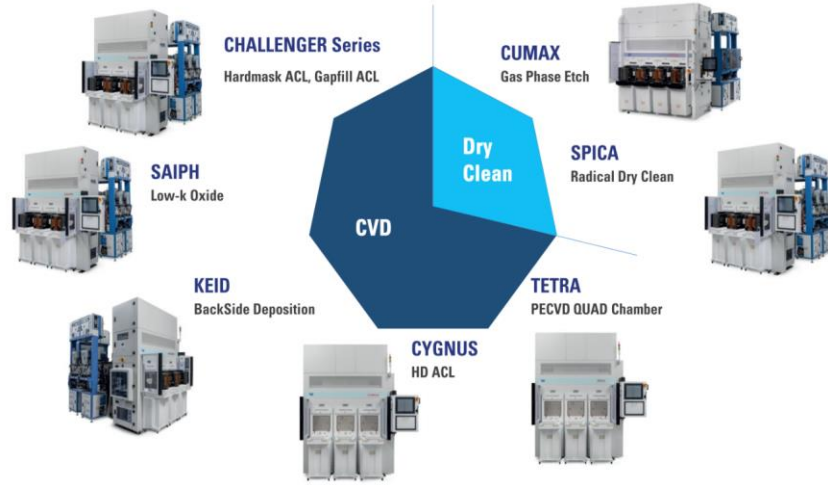 CHALLENGER Series
Hardmask ACL, Gapfill ACL
CUMAX
Gas Phase Etch
Dry
Clean
SAIPH
Low-k Oxide
SPICA
Radical Dry Clean
CVD
KEID
BackSide Deposition
TETRA
PECVD QUAD Chamber
CYGNUS
HD ACL